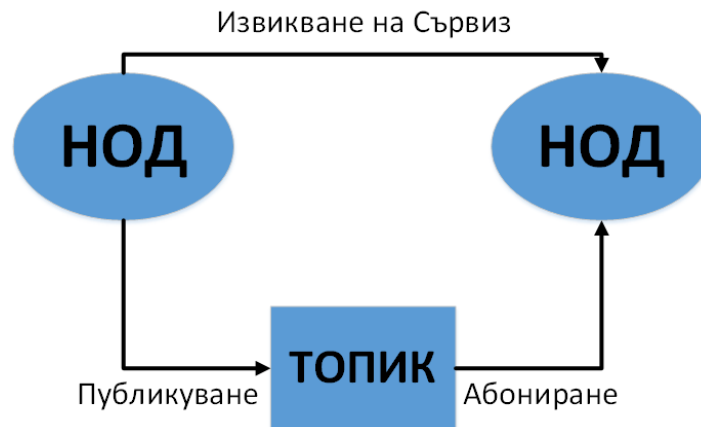 Извикване на Сървиз
НОД
НОД
ТОПИК
Публикуване
Абониране